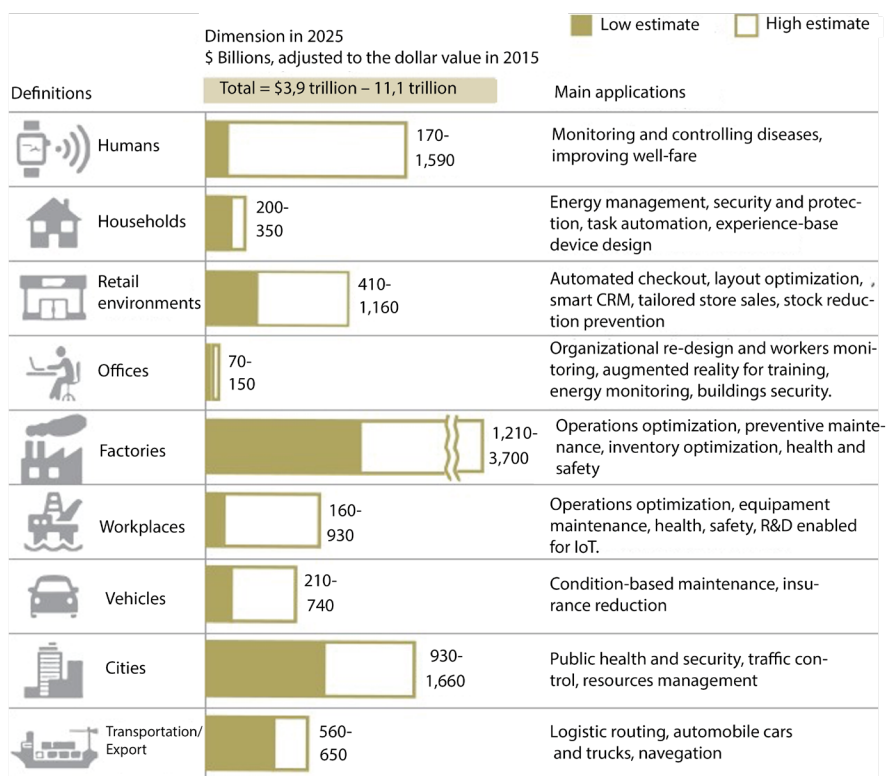 Dimension in 2025
$ Billions, adjusted to the dollar value in 2015
Low estimate
High estimate
Definitions
Total = $3,9 trillion – 11,1 trillion
Main applications
Humans
170-
1,590
Monitoring and controlling diseases,
improving well-fare
Households
200-
350
Energy management, security and protec-
tion, task automation, experience-base
device design
Retail
environments
410-
1,160
Automated checkout, layout optimization, ,
smart CRM, tailored store sales, stock reduc-
tion prevention
Offices
70-
150
Organizational re-design and workers moni-
toring, augmented reality for training,
energy monitoring, buildings security.
Factories
1,210-
3,700
Operations optimization, preventive mainte-
nance, inventory optimization, health and
safety
Workplaces
160-
930
Operations optimization, equipament
maintenance, health, safety, R&D enabled
for IoT.
Vehicles
210-
740
Condition-based maintenance, insu-
rance reduction
Cities
930-
1,660
Public health and security, traffic con-
trol, resources management
Transportation/
Export
560-
650
Logistic routing, automobile cars
and trucks, navegation